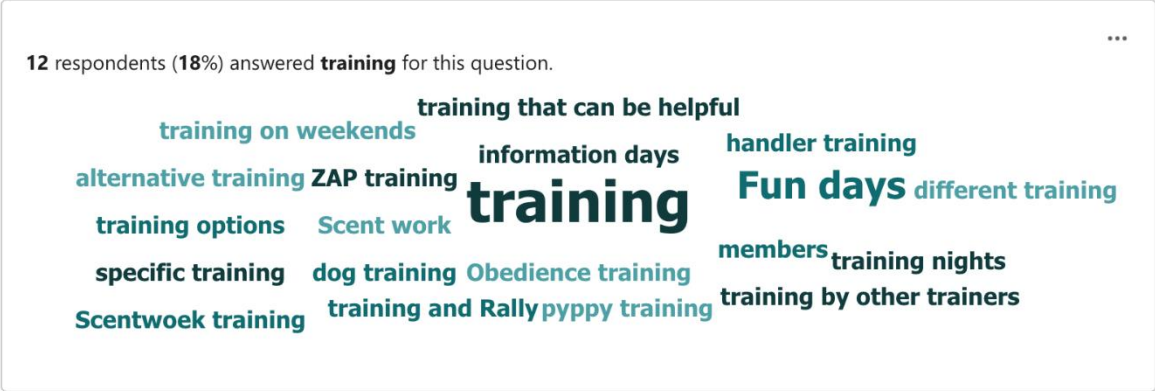 12 respondents (18%) answered training for this question.
training that can be helpful
training on weekends
handler training
information days
alternative training
ZAP training
training
Fun days
different training
training options
Scent work
members
training nights
specific training
dog training
Obedience training
training by other trainers
training and Rally
pyppy training
Scentwoek training